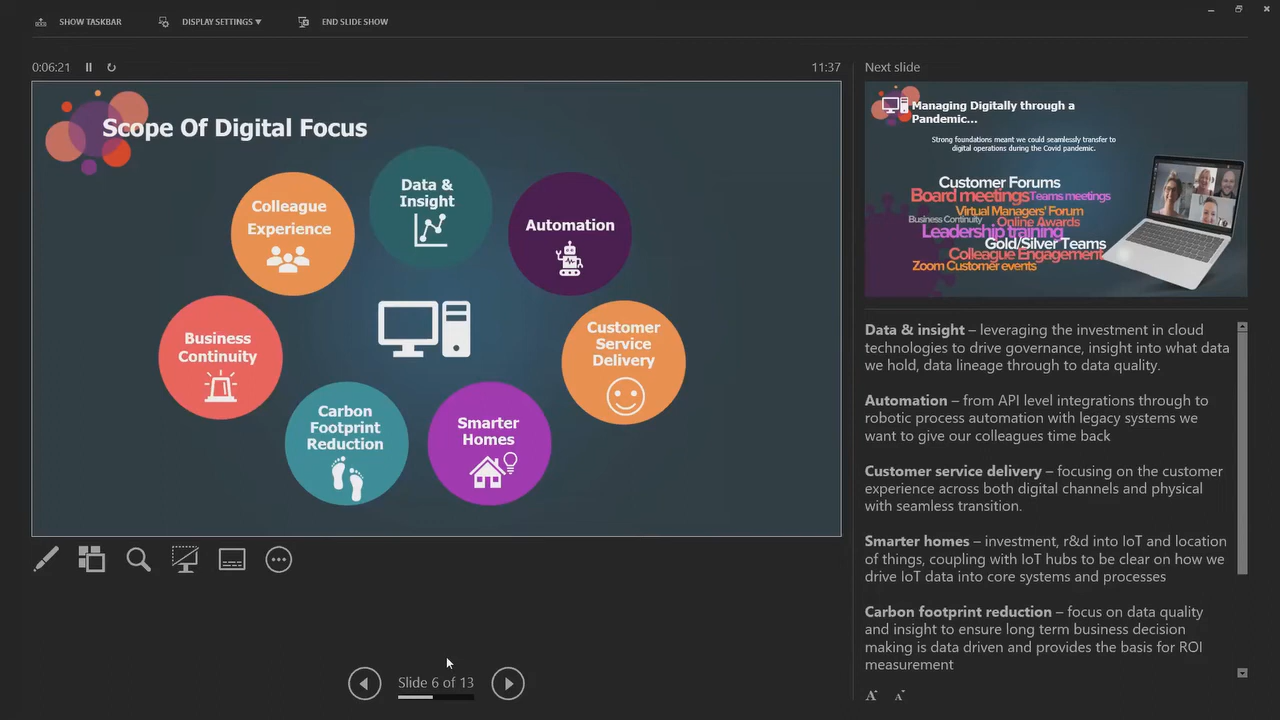 SHOW TASKBAR
DISPLAY SETTINGS ▼
END SLIDE SHOW
0:06:21
11:37
Scope Of Digital Focus
Colleague
Experience
Data &
Insight
Automation
Business
Continuity
Customer
Service
Delivery
Carbon
Footprint
Reduction
Smarter
Homes
Slide 6 of 13
Next slide
Managing Digitally through a
Pandemic...
Strong foundations meant we could seamlessly transfer to
digital operations during the Covid pandemic.
Customer Forums
Board meetings Teams meetings
Virtual Managers' Forum
Business Continuity Online Awards
Leadership training
Gold/Silver Teams
Colleague Engagement
Zoom Customer events
Data & insight – leveraging the investment in cloud
technologies to drive governance, insight into what data
we hold, data lineage through to data quality.
Automation – from API level integrations through to
robotic process automation with legacy systems we
want to give our colleagues time back
Customer service delivery – focusing on the customer
experience across both digital channels and physical
with seamless transition.
Smarter homes – investment, r&d into IoT and location
of things, coupling with IoT hubs to be clear on how we
drive IoT data into core systems and processes
Carbon footprint reduction – focus on data quality
and insight to ensure long term business decision
making is data driven and provides the basis for ROI
measurement
A A